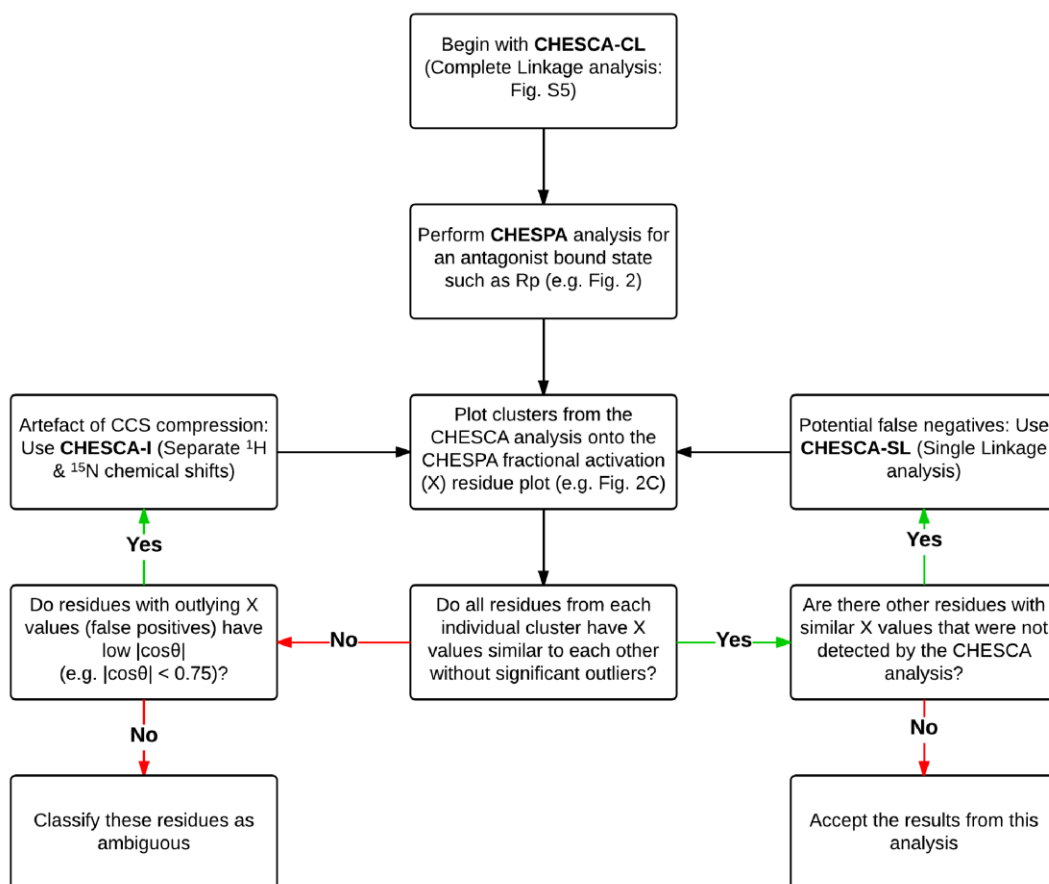 Begin with CHESCA-CL
(Complete Linkage analysis:
Fig. S5)
Perform CHESPA analysis for
an antagonist bound state
such as Rp (e.g. Fig. 2)
Artefact of CCS compression:
Use CHESCA-I (Separate ¹H
& ¹⁵N chemical shifts)
Plot clusters from the
CHESCA analysis onto the
CHESPA fractional activation
(X) residue plot (e.g. Fig. 2C)
Potential false negatives: Use
CHESCA-SL (Single Linkage
analysis)
Yes
Yes
Do residues with outlying X
values (false positives) have
low |cosθ|
(e.g. |cosθ| < 0.75)?
No
Do all residues from each
individual cluster have X
values similar to each other
without significant outliers?
Yes
Are there other residues with
similar X values that were not
detected by the CHESCA
analysis?
No
No
Classify these residues as
ambiguous
Accept the results from this
analysis